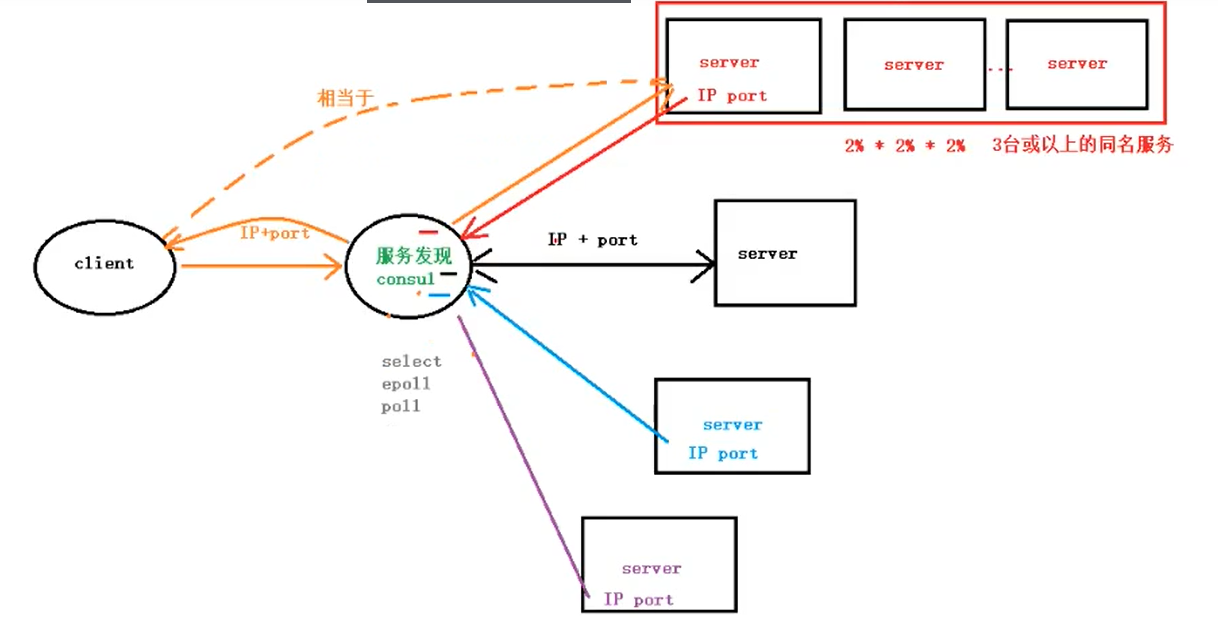 server
IP port
server
...
server
2% * 2% * 2%
3台或以上的同名服务
相当于
client
IP+port
服务发现
consul
IP + port
server
select
epoll
poll
server
IP port
server
IP port